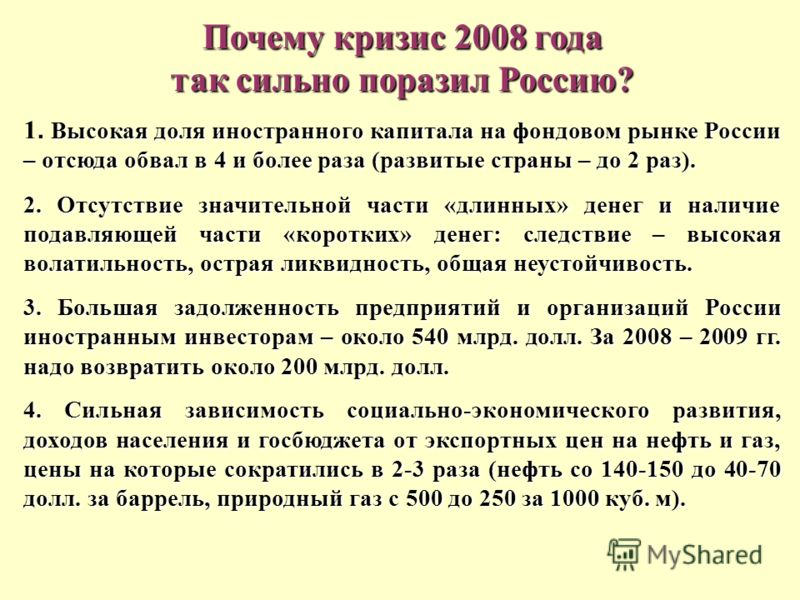 Почему кризис 2008 года
так сильно поразил Россию?
1. Высокая доля иностранного капитала на фондовом рынке России
– отсюда обвал в 4 и более раза (развитые страны – до 2 раз).
2. Отсутствие значительной части «длинных» денег и наличие
подавляющей части «коротких» денег: следствие – высокая
волатильность, острая ликвидность, общая неустойчивость.
3. Большая задолженность предприятий и организаций России
иностранным инвесторам – около 540 млрд. долл. За 2008 – 2009 гг.
надо возвратить около 200 млрд. долл.
4. Сильная зависимость социально-экономического развития,
доходов населения и госбюджета от экспортных цен на нефть и газ,
цены на которые сократились в 2-3 раза (нефть со 140-150 до 40-70
долл. за баррель, природный газ с 500 до 250 за 1000 куб. м).
MyShared